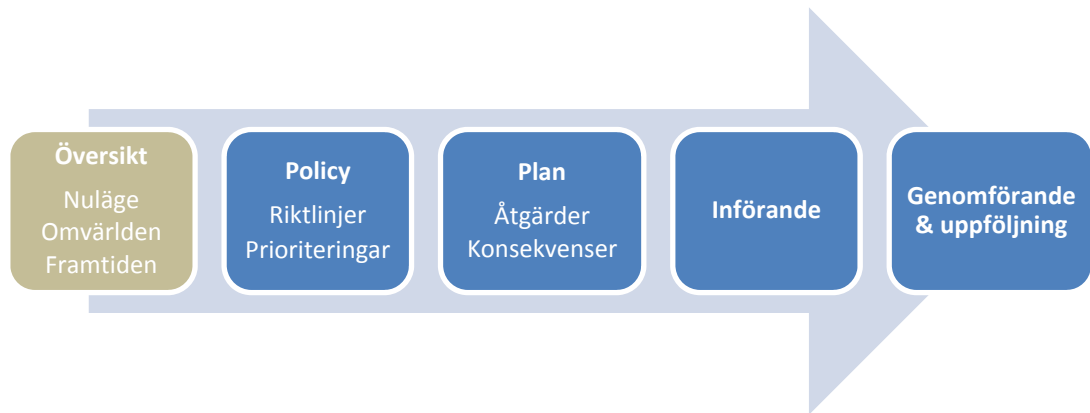 Översikt
Nuläge
Omvärlden
Framtiden
Policy
Riktlinjer
Prioriteringar
Plan
Åtgärder
Konsekvenser
Införande
Genomförande
& uppföljning